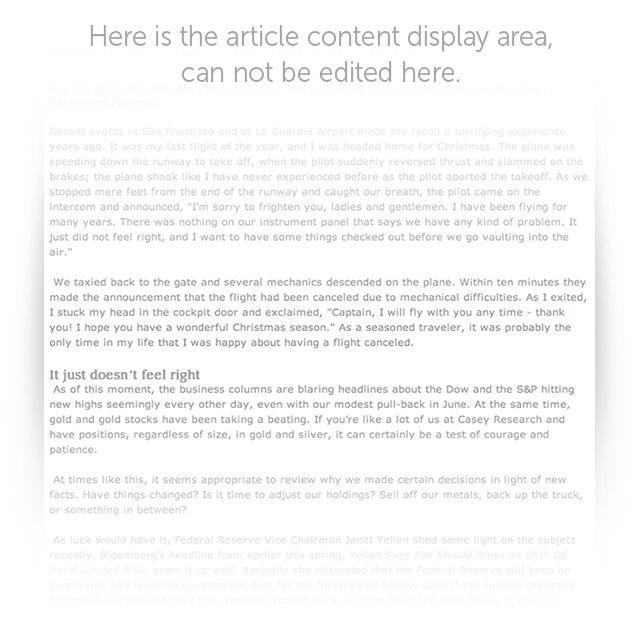 Here is the article content display area,
can not be edited here.
Retirement Planning
Recent events in San Francisco and at La Guardia Airport made me recall a terrifying experience
years ago. It was my last flight of the year, and I was headed home for Christmas. The plane was
speeding down the runway to take off, when the pilot suddenly reversed thrust and slammed on the
brakes; the plane shook like I have never experienced before as the pilot aborted the takeoff. As we
stopped mere feet from the end of the runway and caught our breath, the pilot came on the
intercom and announced, "I'm sorry to frighten you, ladies and gentlemen. I have been flying for
many years. There was nothing on our instrument panel that says we have any kind of problem. It
just did not feel right, and I want to have some things checked out before we go vaulting into the
air."
We taxied back to the gate and several mechanics descended on the plane. Within ten minutes they
made the announcement that the flight had been canceled due to mechanical difficulties. As I exited,
I stuck my head in the cockpit door and exclaimed, "Captain, I will fly with you any time - thank
you! I hope you have a wonderful Christmas season." As a seasoned traveler, it was probably the
only time in my life that I was happy about having a flight canceled.
It just doesn't feel right
As of this moment, the business columns are blaring headlines about the Dow and the S&P hitting
new highs seemingly every other day, even with our modest pull-back in June. At the same time,
gold and gold stocks have been taking a beating. If you're like a lot of us at Casey Research and
have positions, regardless of size, in gold and silver, it can certainly be a test of courage and
patience.
At times like this, it seems appropriate to review why we made certain decisions in light of new
facts. Have things changed? Is it time to adjust our holdings? Sell off our metals, back up the truck,
or something in between?
As luck would have it, Federal Reserve Vice Chairman Janet Yellen shed some light on the subject
recently. Bloomberg's headline from earlier this spring, Yellen Says Fed Should Press on With QE
Amid Limited Risk, sums it up well. Basically she reiterated that the Federal Reserve will keep on
purchasing $85 billion in government debt for the foreseeable future, even if the current chairman